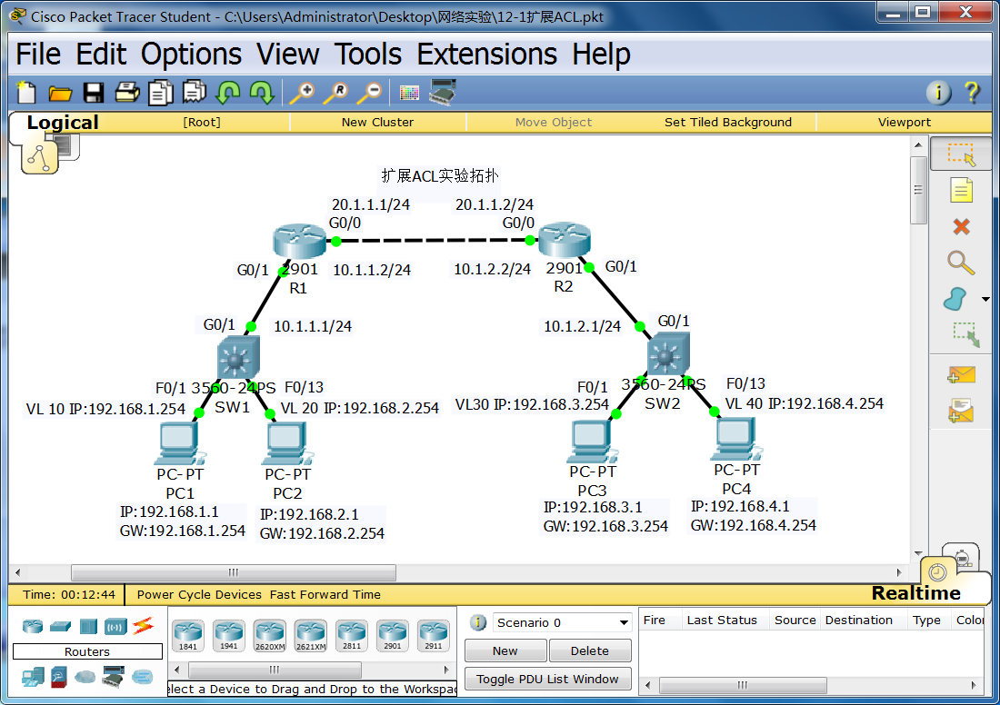 Cisco Packet Tracer Student - C:\Users\Administrator\Desktop\网络实验\12-1扩展ACL.pkt
File Edit Options View Tools Extensions Help
Logical [Root] New Cluster Move Object Set Tiled Background Viewport
扩展ACL实验拓扑
20.1.1.1/24 20.1.1.2/24
G0/0 G0/0
G0/1 2901 10.1.1.2/24 10.1.2.2/24 2901 G0/1
R1 R2
G0/1 10.1.1.1/24 10.1.2.1/24 G0/1
F0/1 3560-24PS F0/13 F0/1 3560-24PS F0/13
VL 10 IP:192.168.1.254 SW1 VL 20 IP:192.168.2.254 VL30 IP:192.168.3.254 SW2 VL 40 IP:192.168.4.254
PC-PT PC-PT PC-PT PC-PT
PC1 PC2 PC3 PC4
IP:192.168.1.1 IP:192.168.2.1 IP:192.168.3.1 IP:192.168.4.1
GW:192.168.1.254 GW:192.168.2.254 GW:192.168.3.254 GW:192.168.4.254
Time: 00:12:44 Power Cycle Devices Fast Forward Time Realtime
Routers
1841 1941 2620XM 2621XM 2811 2901 2911
elect a Device to Drag and Drop to the Workspac
Scenario 0
New Delete
Toggle PDU List Window
Fire Last Status Source Destination Type Color